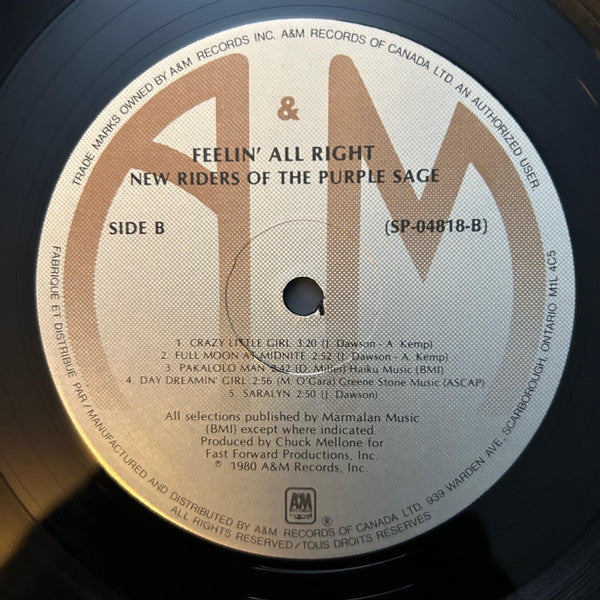 TRADE MARKS OWNED BY A&M RECORDS INC. A&M RECORDS OF CANADA LTD. AN AUTHORIZED USER.
A & M
FEELIN' ALL RIGHT
NEW RIDERS OF THE PURPLE SAGE
SIDE B
(SP-04818-B)
1. CRAZY LITTLE GIRL 3:20 (J. Dawson - A. Kemp)
2. FULL MOON AT MIDNITE 2:52 (J. Dawson - A. Kemp)
3. PAKALOLO MAN 2:42 (D. Miller) Haiku Music (BMI)
4. DAY DREAMIN' GIRL 2:56 (M. O'Gara) Greene Stone Music (ASCAP)
5. SARALYN 2:50 (J. Dawson)
All selections published by Marmalan Music
(BMI) except where indicated.
Produced by Chuck Mellone for
Fast Forward Productions, Inc.
℗ 1980 A&M Records, Inc.
A&M
®
FABRIQUÉ ET DISTRIBUÉ PAR/MANUFACTURED AND DISTRIBUTED BY A&M RECORDS OF CANADA LTD. 939 WARDEN AVE., SCARBOROUGH, ONTARIO M1L 4C5
ALL RIGHTS RESERVED/TOUS DROITS RÉSERVÉS